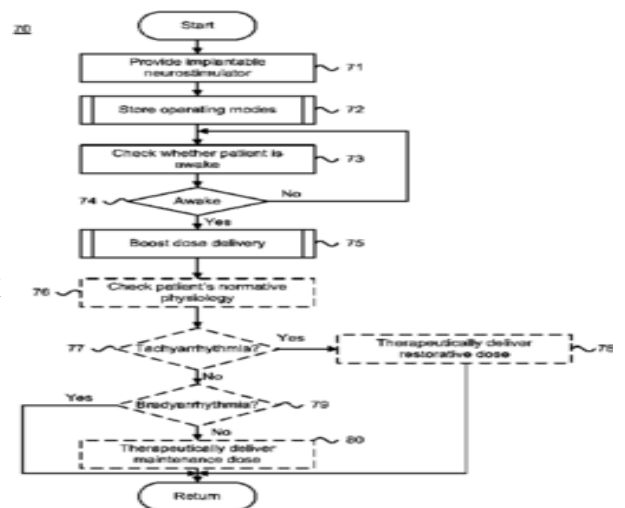 70
Start
Provide implantable
neurostimulator
71
Store operating modes
72
Check whether patient is
awake
73
74
Awake
No
Yes
Boost dose delivery
75
76
Check patient's normative
physiology
77
Tachyarrhythmia?
Yes
Therapeutically deliver
restorative dose
78
No
Yes
Bradyarrhythmia?
79
No
80
Therapeutically deliver
maintenance dose
Return